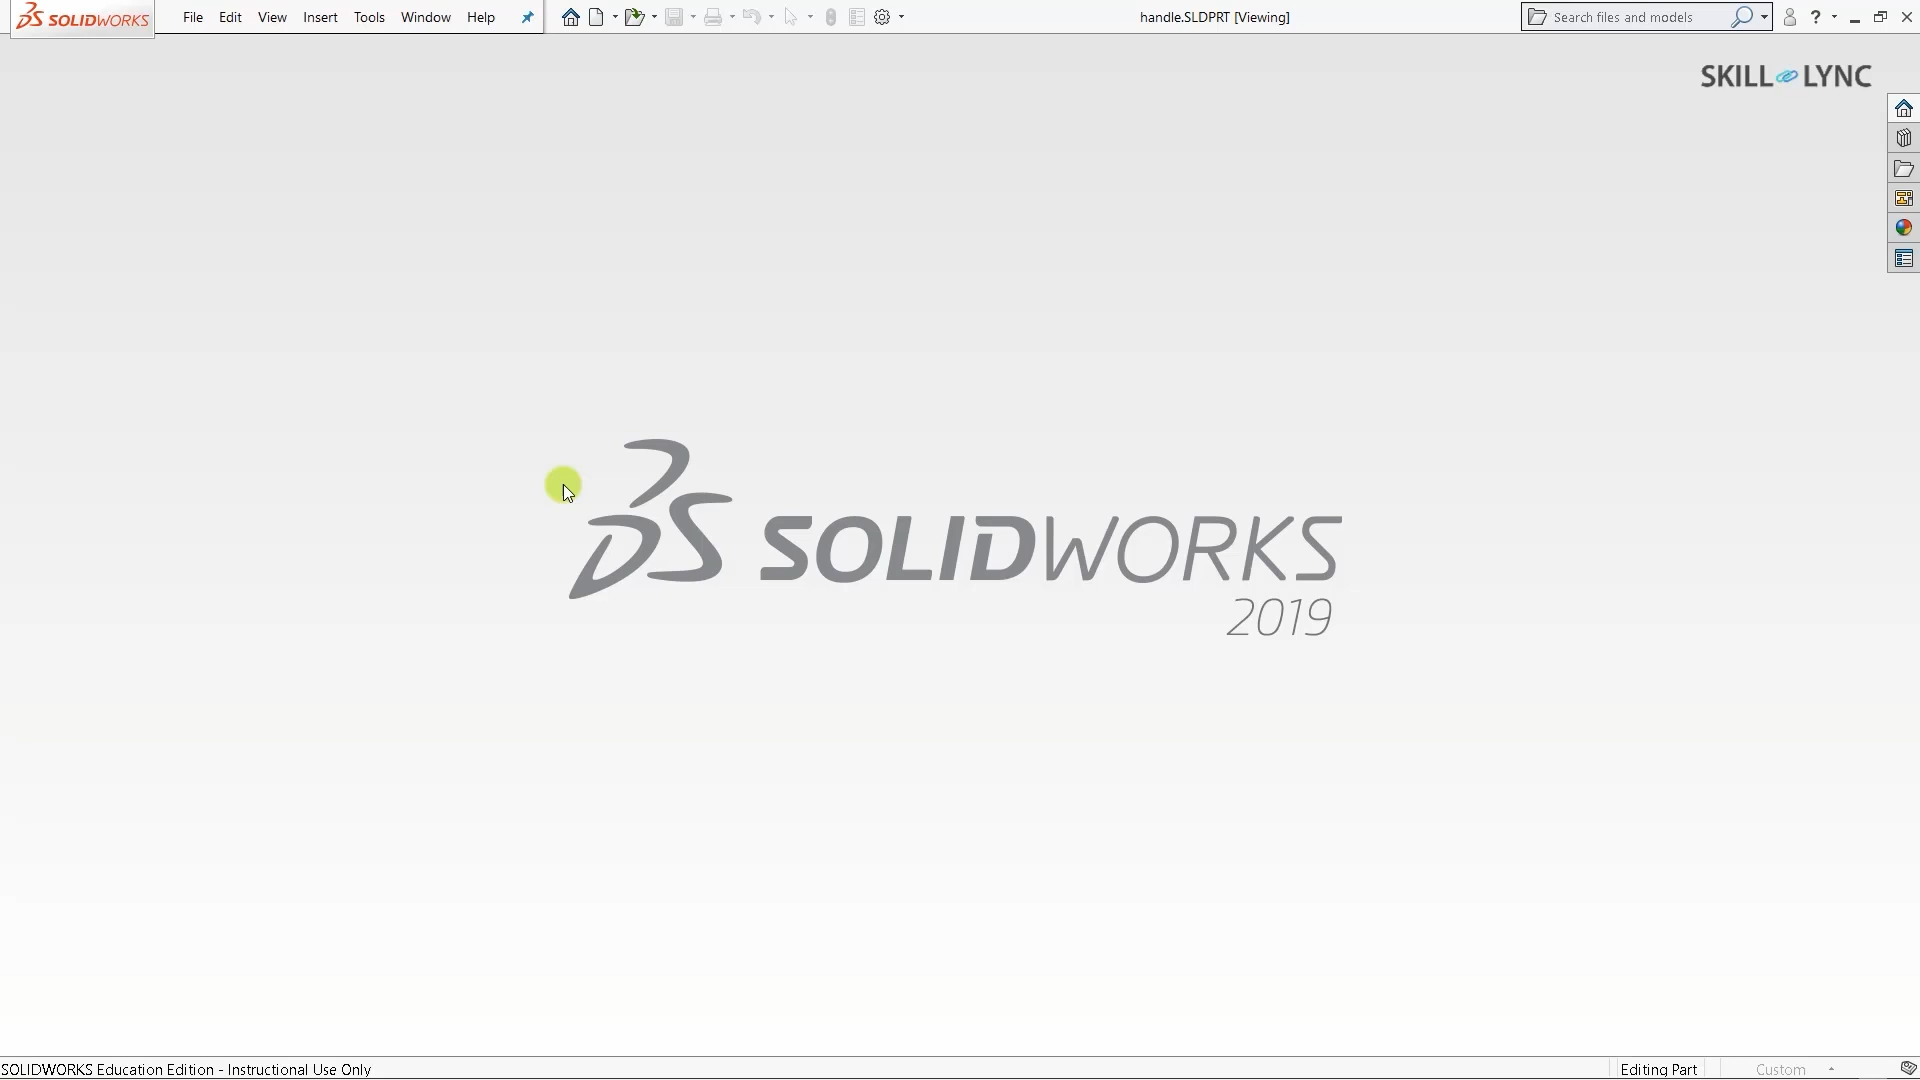 SOLIDWORKS File Edit View Insert Tools Window Help handle.SLDPRT [Viewing] Search files and models ?
SKILL LYNC
SOLIDWORKS
2019
SOLIDWORKS Education Edition - Instructional Use Only Editing Part Custom